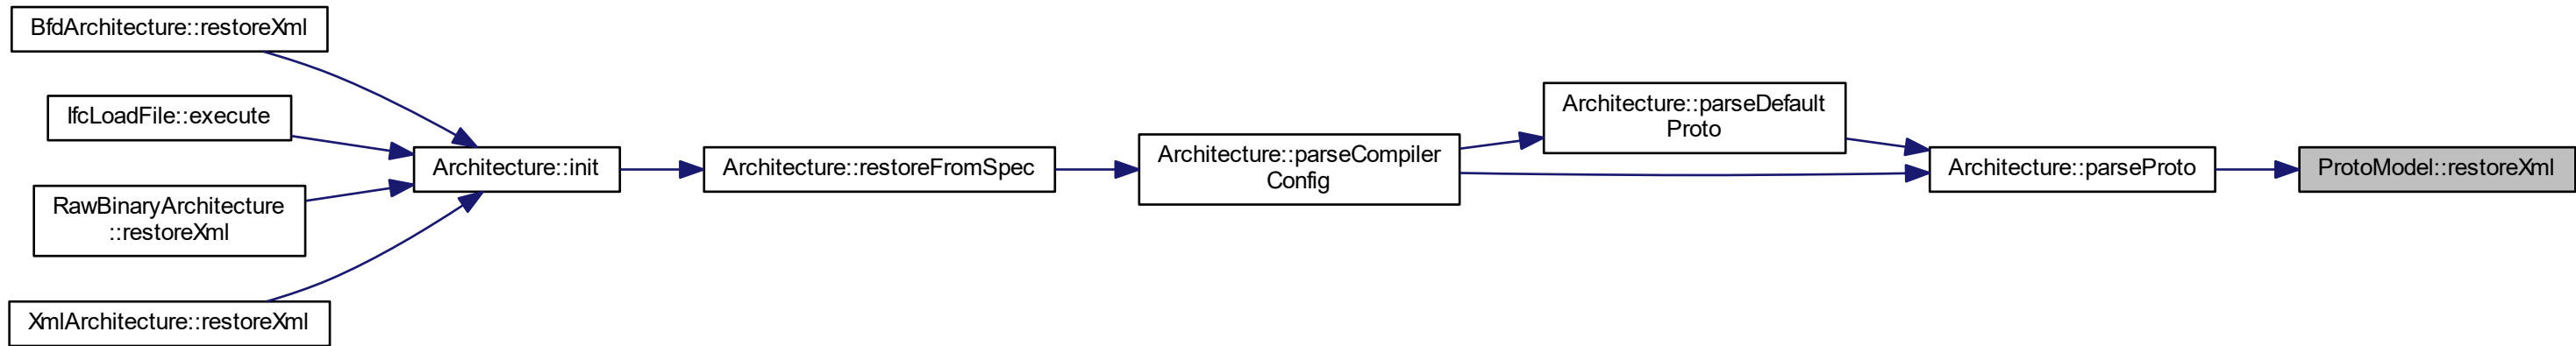 BfdArchitecture::restoreXml
IfcLoadFile::execute
RawBinaryArchitecture
::restoreXml
XmlArchitecture::restoreXml
Architecture::init
Architecture::restoreFromSpec
Architecture::parseCompiler
Config
Architecture::parseDefault
Proto
Architecture::parseProto
ProtoModel::restoreXml